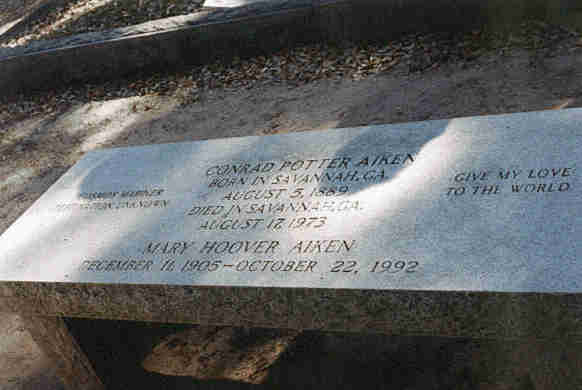 COSMOS MARINER
DESTINATION UNKNOWN
CONRAD POTTER AIKEN
BORN IN SAVANNAH, GA.
AUGUST 5, 1889
DIED IN SAVANNAH, GA.
AUGUST 17, 1973
GIVE MY LOVE
TO THE WORLD
MARY HOOVER AIKEN
DECEMBER 11, 1905–OCTOBER 22, 1992